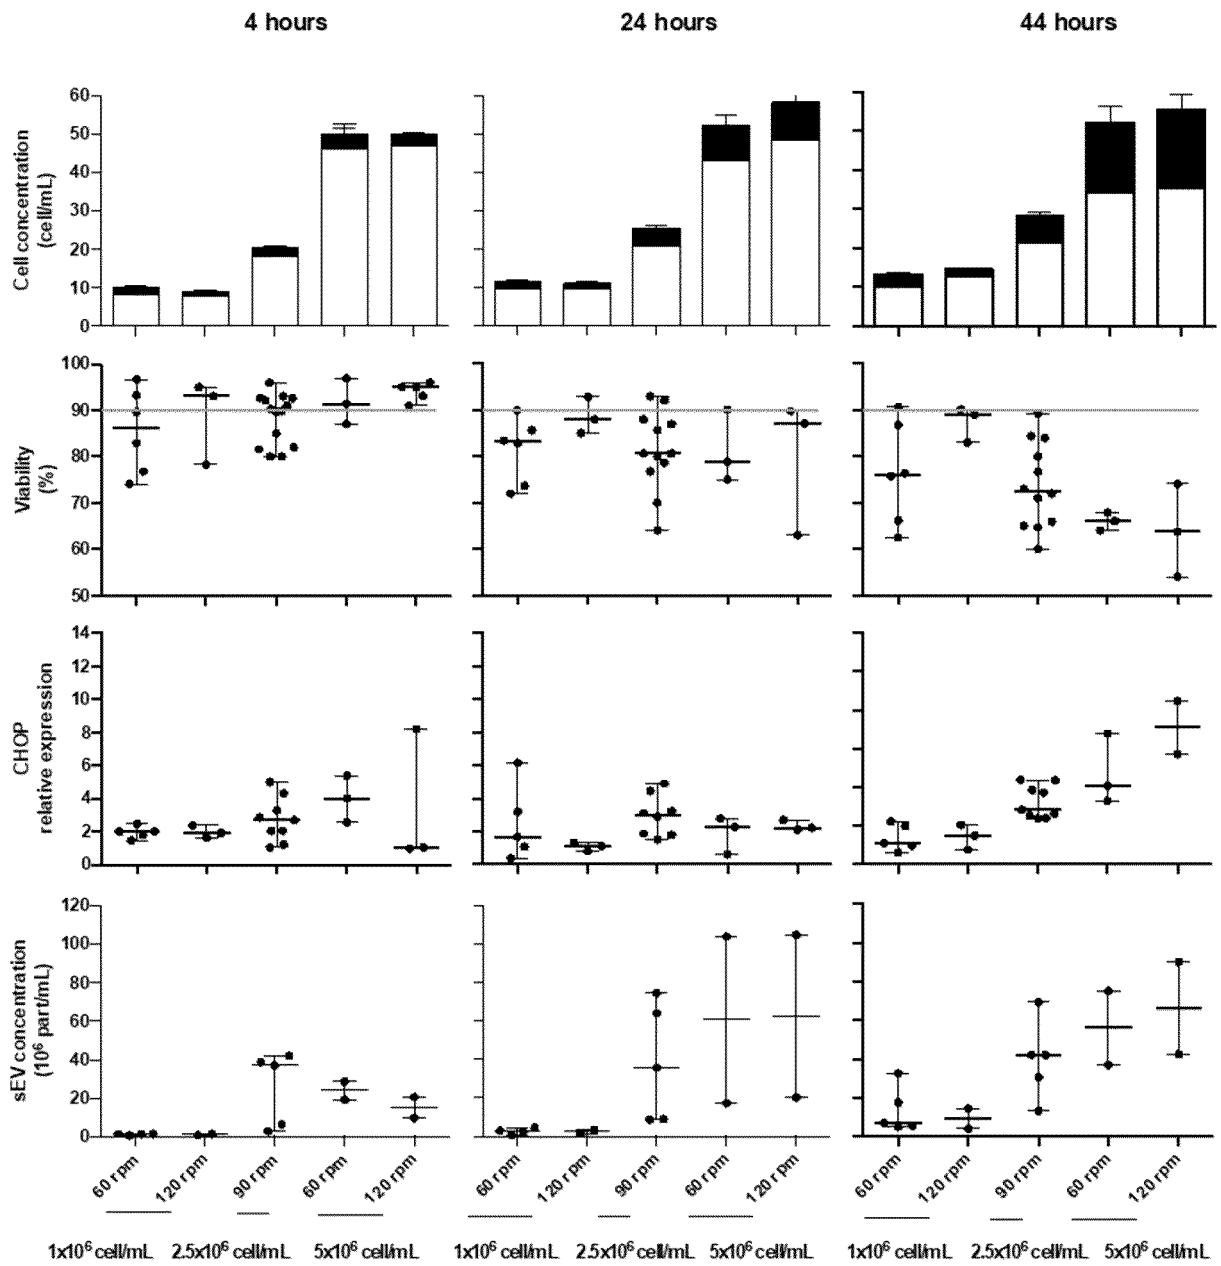 4 hours 24 hours 44 hours
Cell concentration
(cell/mL)
60
50
40
30
20
10
0
Viability
(%)
100
90
80
70
60
50
CHOP
relative expression
14
12
10
8
6
4
2
0
sEV concentration
(10⁶ part/mL)
120
100
80
60
40
20
0
60 rpm 120 rpm 90 rpm 60 rpm 120 rpm 60 rpm 120 rpm 90 rpm 60 rpm 120 rpm 60 rpm 120 rpm 90 rpm 60 rpm 120 rpm
1x10⁶ cell/mL 2.5x10⁶ cell/mL 5x10⁶ cell/mL 1x10⁶ cell/mL 2.5x10⁶ cell/mL 5x10⁶ cell/mL 1x10⁶ cell/mL 2.5x10⁶ cell/mL 5x10⁶ cell/mL